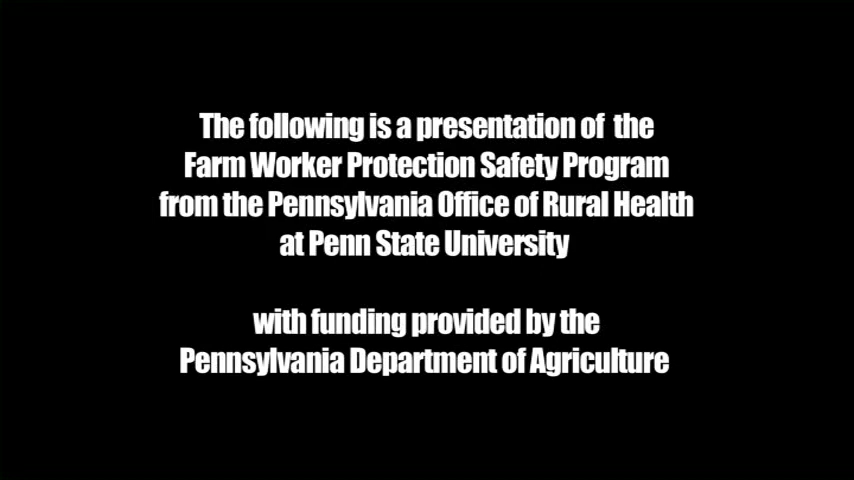 The following is a presentation of the
Farm Worker Protection Safety Program
from the Pennsylvania Office of Rural Health
at Penn State University
with funding provided by the
Pennsylvania Department of Agriculture